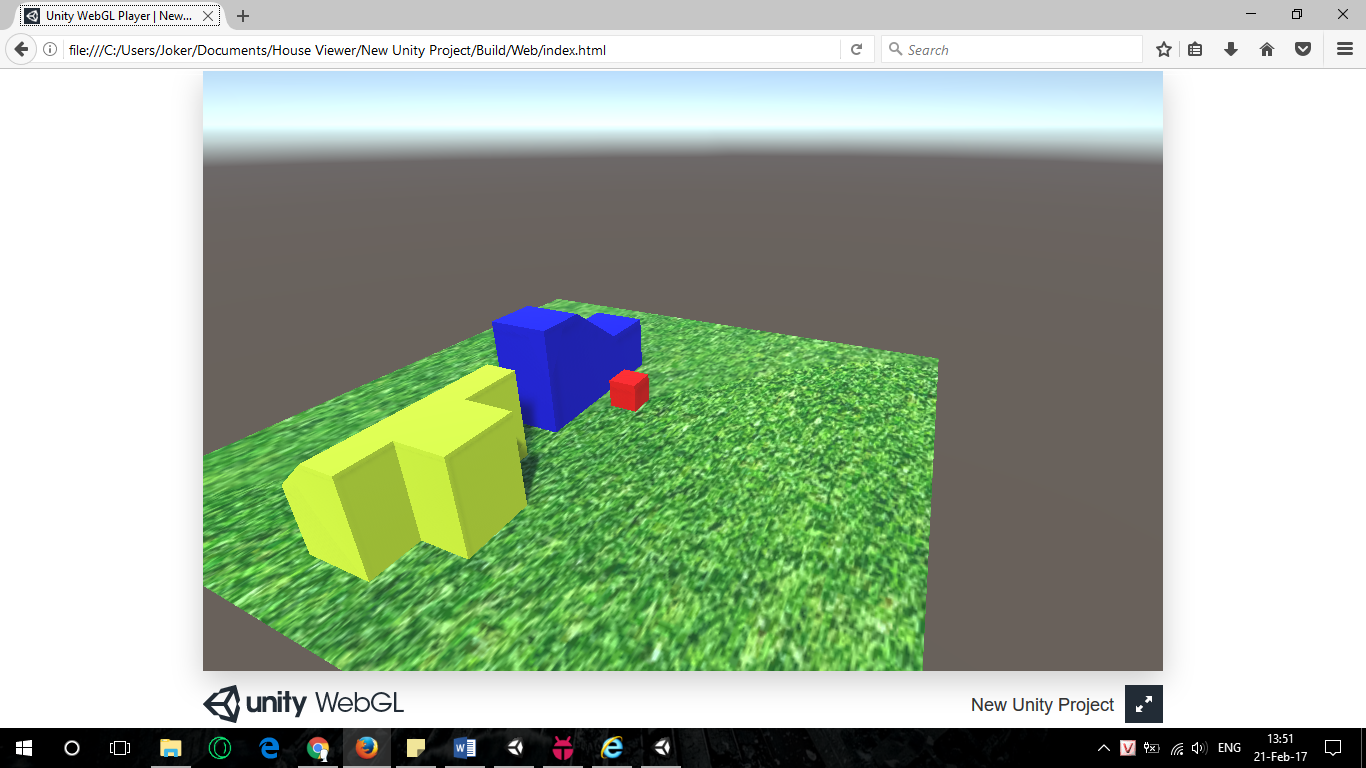 Unity WebGL Player | New...
file:///C:/Users/Joker/Documents/House Viewer/New Unity Project/Build/Web/index.html
Search
unity WebGL
New Unity Project
13:51
ENG
21-Feb-17